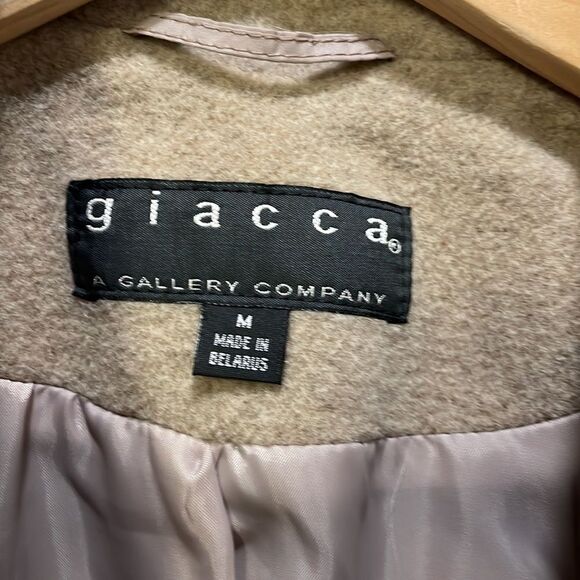 giacca®
A GALLERY COMPANY
M
MADE IN
BELARUS